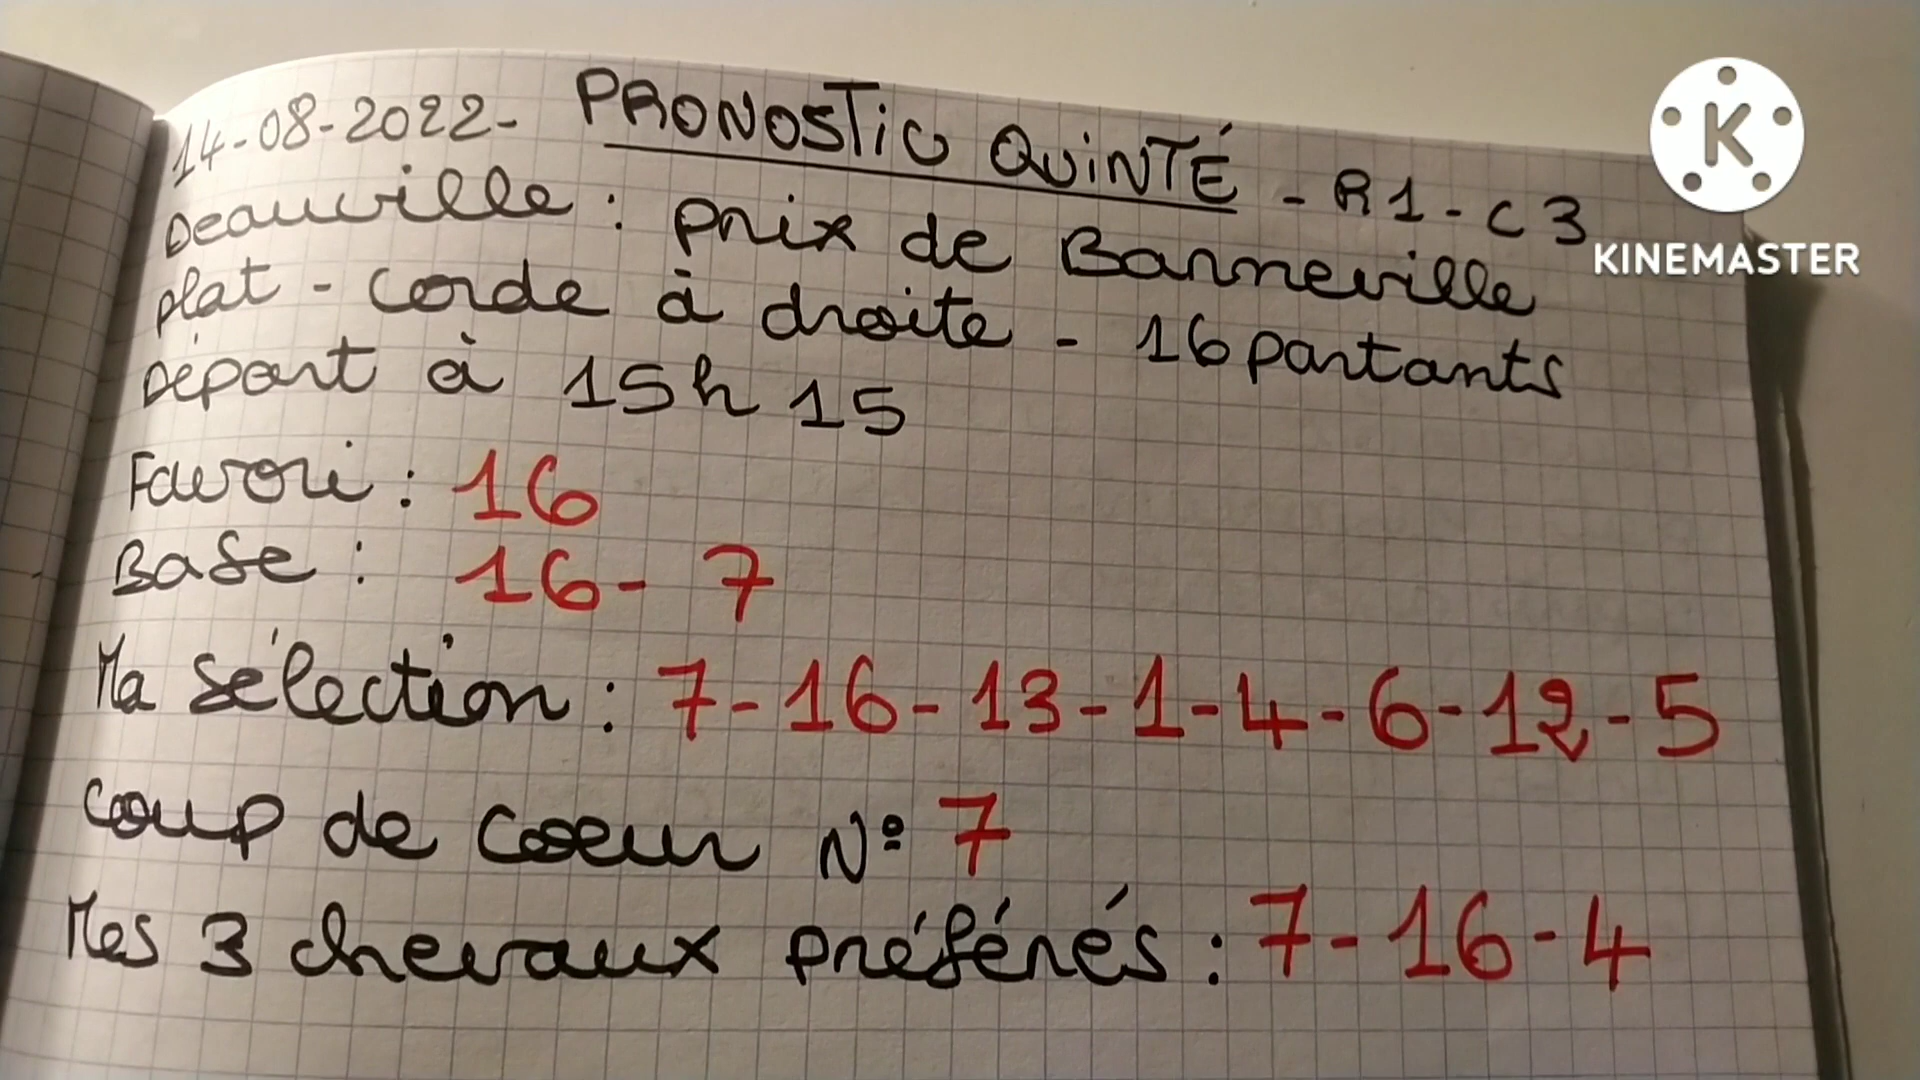 14-08-2022- PRONOSTIC QUINTÉ - R1 - C3
Deauville : prix de Banneville
plat - corde à droite - 16 partants
Départ à 15h15
Favori : 16
Base : 16 - 7
Ma sélection : 7-16-13-1-4-6-12-5
Coup de coeur N° 7
Mes 3 chevaux préférés : 7-16-4
K
KINEMASTER